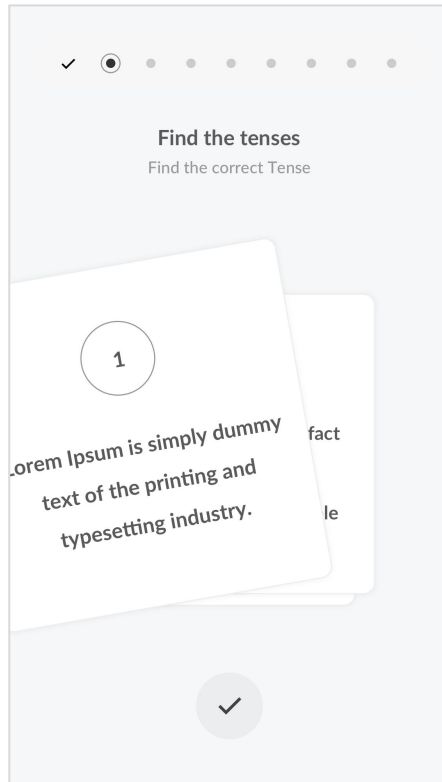 Find the tenses
Find the correct Tense
1
Lorem Ipsum is simply dummy
text of the printing and
typesetting industry.
fact
le